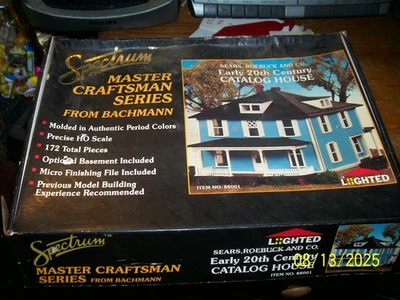 Spectrum
MASTER
CRAFTSMAN
SERIES
FROM BACHMANN
• Molded in Authentic Period Colors
• Precise HO Scale
• 172 Total Pieces
• Optional Basement Included
• Micro Finishing File Included
• Previous Model Building
Experience Recommended
SEARS, ROEBUCK AND CO.
Early 20th Century
CATALOG HOUSE
ITEM NO. 88001
LIGHTED
Spectrum
MASTER CRAFTSMAN
SERIES FROM BACHMANN
LIGHTED
SEARS, ROEBUCK AND CO.
Early 20th Century
CATALOG HOUSE
ITEM NO. 88001
08/13/2025